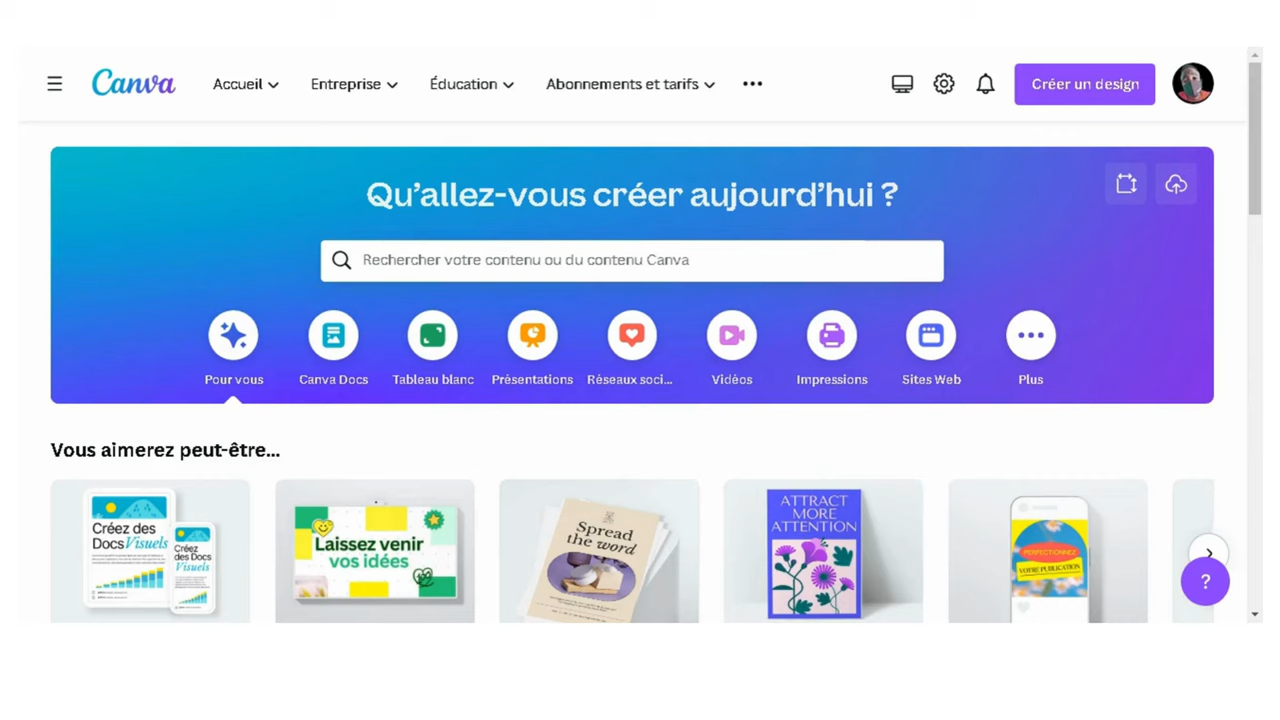 Canva
Accueil
Entreprise
Éducation
Abonnements et tarifs
Créer un design
Qu'allez-vous créer aujourd'hui ?
Rechercher votre contenu ou du contenu Canva
Pour vous
Canva Docs
Tableau blanc
Présentations
Réseaux soci...
Vidéos
Impressions
Sites Web
Plus
Vous aimerez peut-être...
Créez des
Docs Visuels
Créez
des Docs
Visuels
Laissez venir
vos idées
Spread
the word
ATTRACT
MORE
ATTENTION
PERFECTIONNEZ
VOTRE PUBLICATION
?